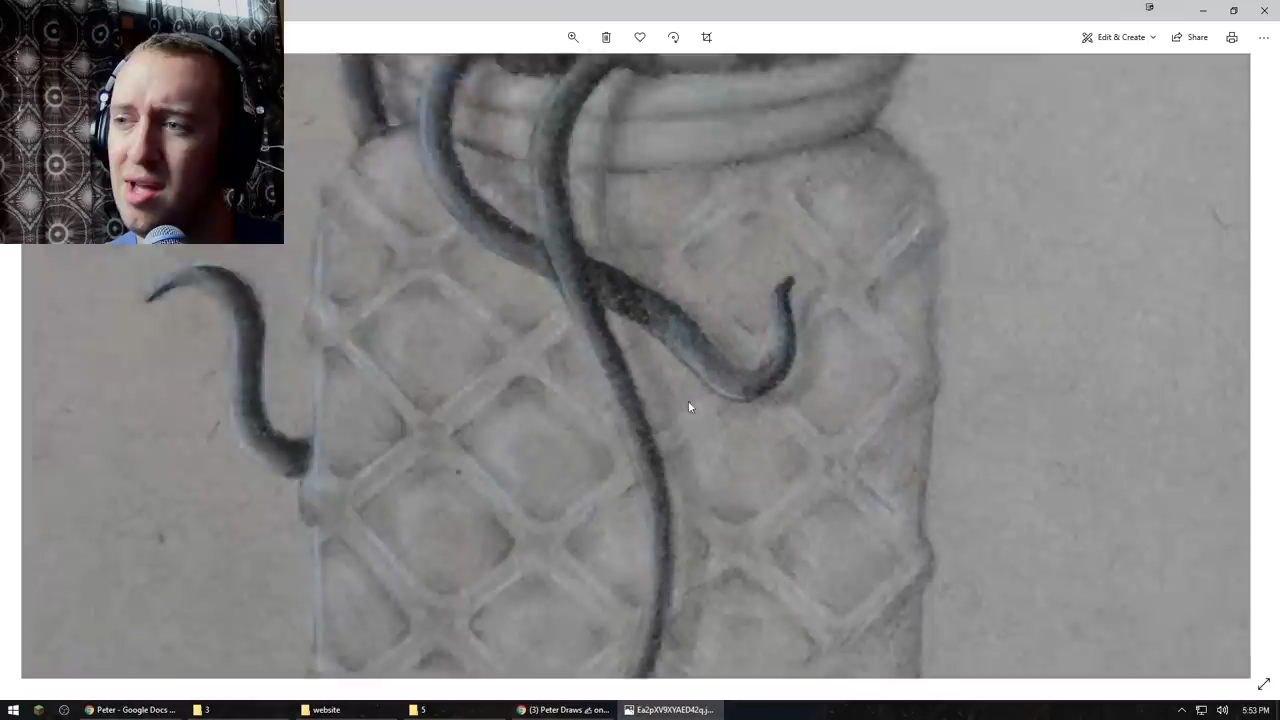 Edit & Create
Share
Peter - Google Docs ...
3
website
5
(3) Peter Draws
on...
Ea2pXV9XYAED42q.j...
5:53 PM